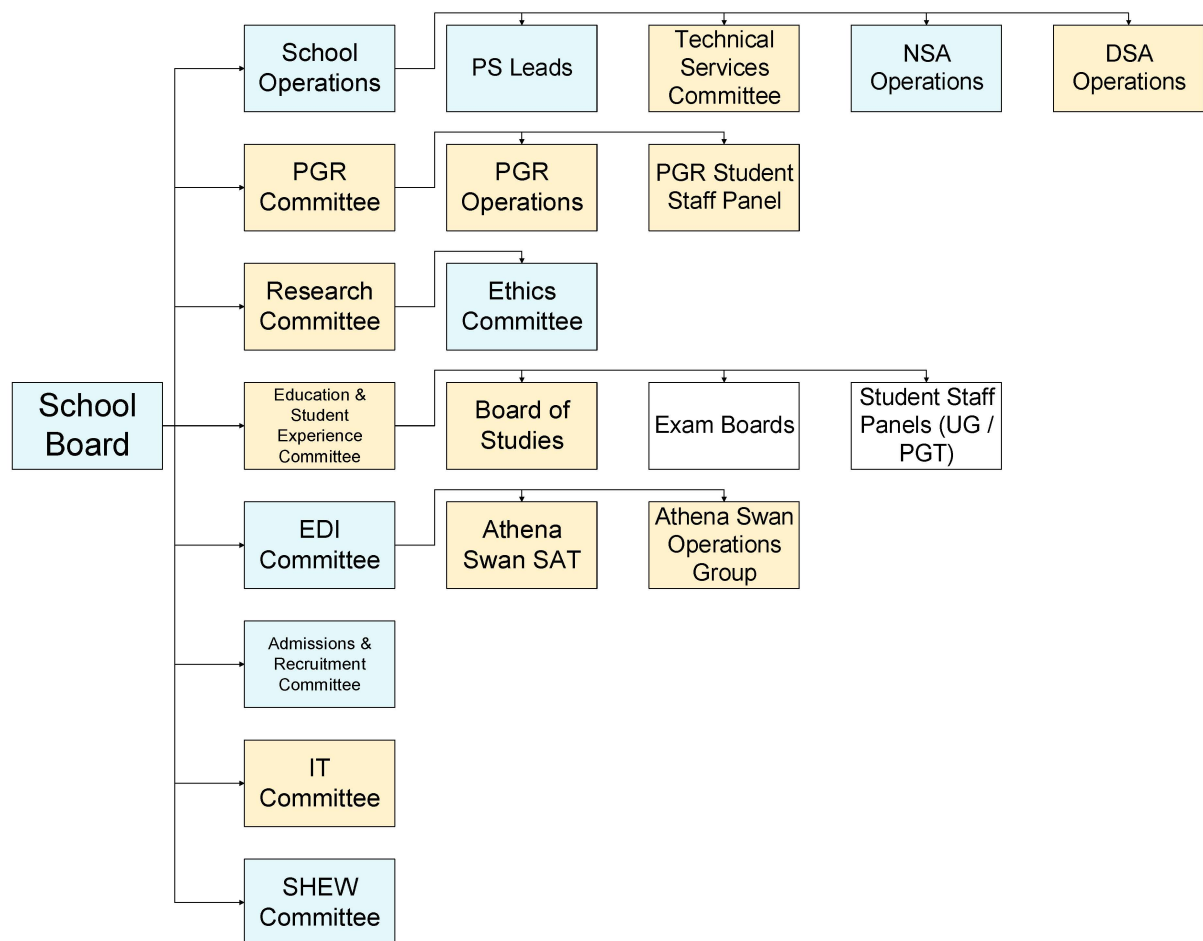 School
Operations
PS Leads
Technical
Services
Committee
NSA
Operations
DSA
Operations
PGR
Committee
PGR
Operations
PGR Student
Staff Panel
Research
Committee
Ethics
Committee
School
Board
Education &
Student
Experience
Committee
Board of
Studies
Exam Boards
Student Staff
Panels (UG /
PGT)
EDI
Committee
Athena
Swan SAT
Athena Swan
Operations
Group
Admissions &
Recruitment
Committee
IT
Committee
SHEW
Committee